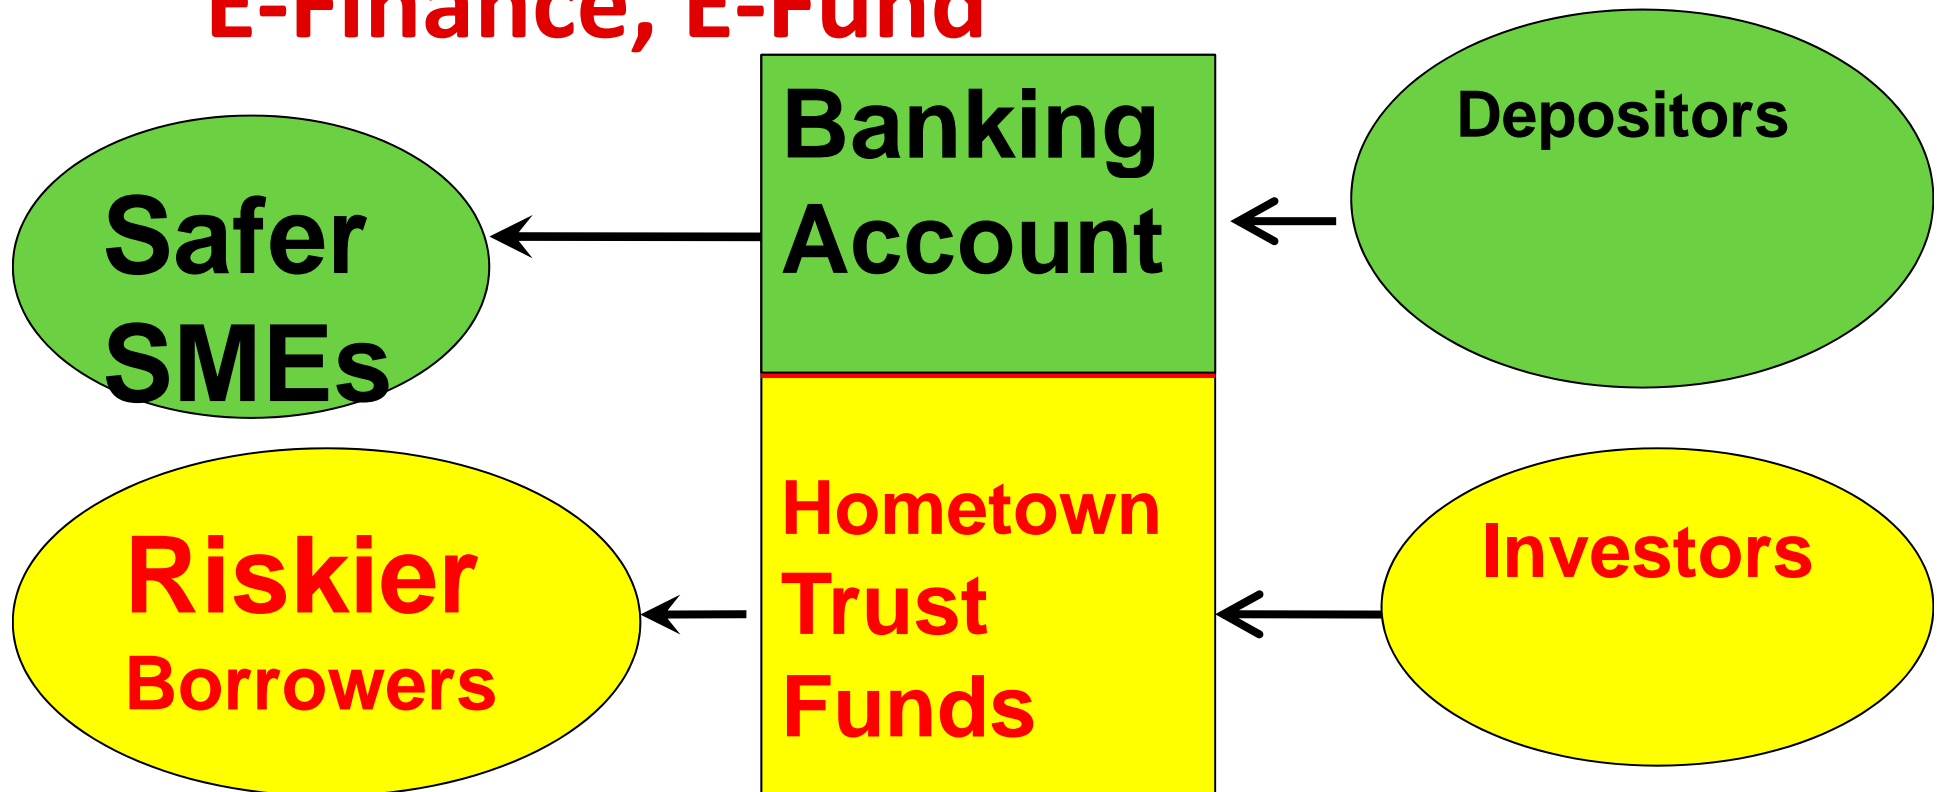 E-Finance, E-Fund
Banking
Account
Depositors
Safer
SMEs
Hometown
Trust
Funds
Investors
Riskier
Borrowers